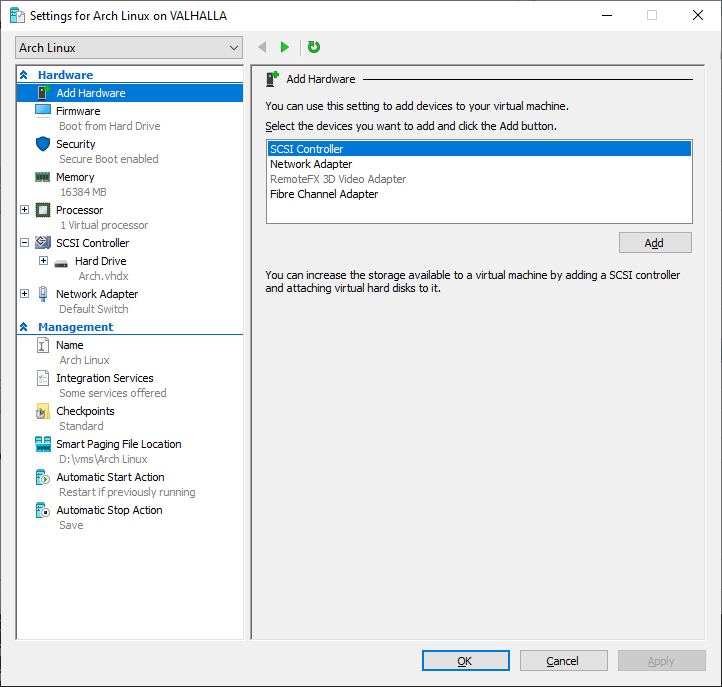 Settings for Arch Linux on VALHALLA
Arch Linux
Hardware
Add Hardware
Firmware
Boot from Hard Drive
Security
Secure Boot enabled
Memory
16384 MB
Processor
1 Virtual processor
SCSI Controller
Hard Drive
Arch.vhdx
Network Adapter
Default Switch
Management
Name
Arch Linux
Integration Services
Some services offered
Checkpoints
Standard
Smart Paging File Location
D:\vms\Arch Linux
Automatic Start Action
Restart if previously running
Automatic Stop Action
Save
Add Hardware
You can use this setting to add devices to your virtual machine.
Select the devices you want to add and click the Add button.
SCSI Controller
Network Adapter
RemoteFX 3D Video Adapter
Fibre Channel Adapter
Add
You can increase the storage available to a virtual machine by adding a SCSI controller
and attaching virtual hard disks to it.
OK
Cancel
Apply